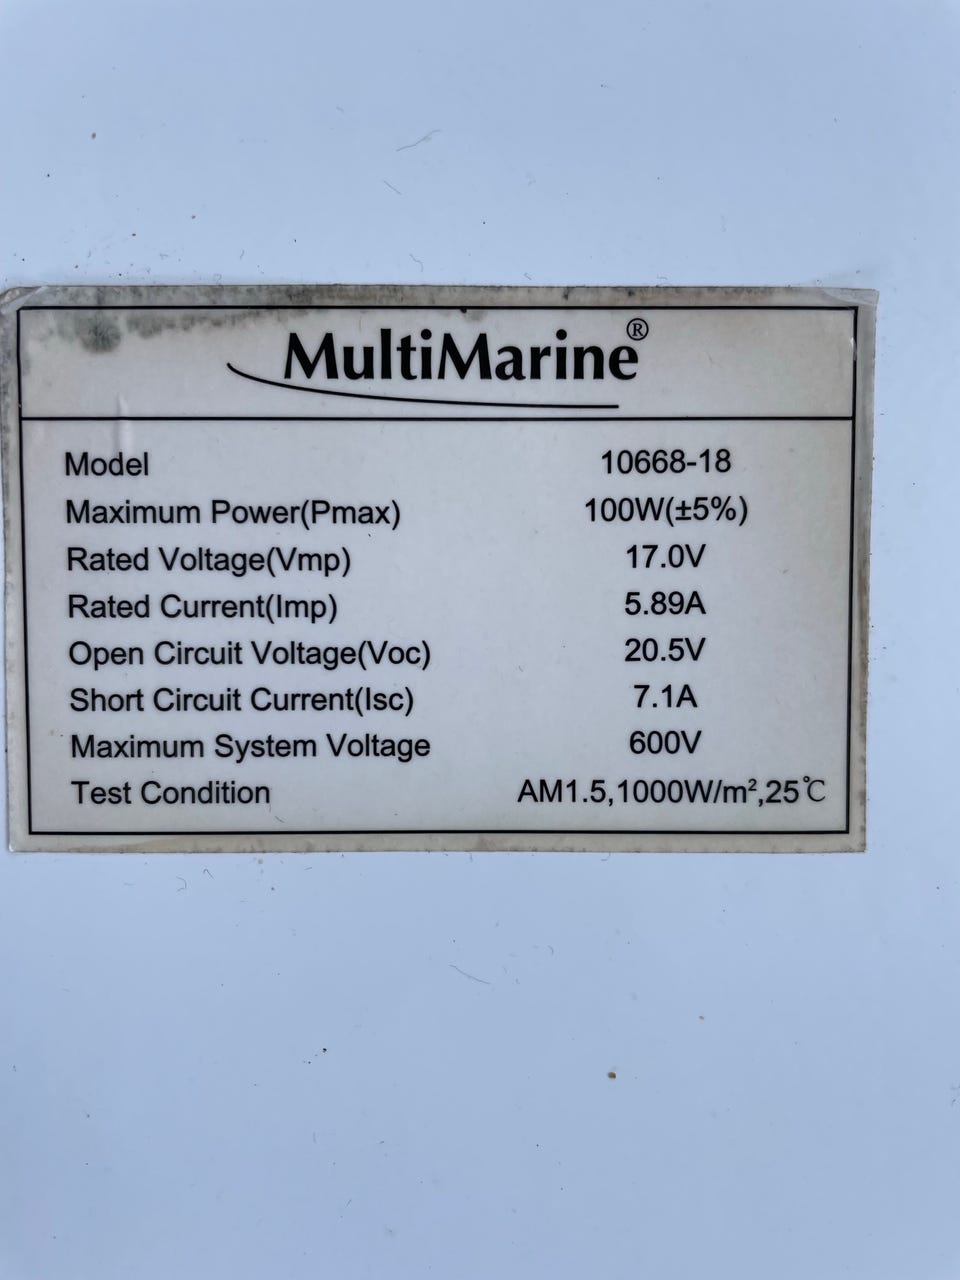 MultiMarine®
Model 10668-18
Maximum Power(Pmax) 100W(±5%)
Rated Voltage(Vmp) 17.0V
Rated Current(Imp) 5.89A
Open Circuit Voltage(Voc) 20.5V
Short Circuit Current(Isc) 7.1A
Maximum System Voltage 600V
Test Condition AM1.5,1000W/m²,25℃